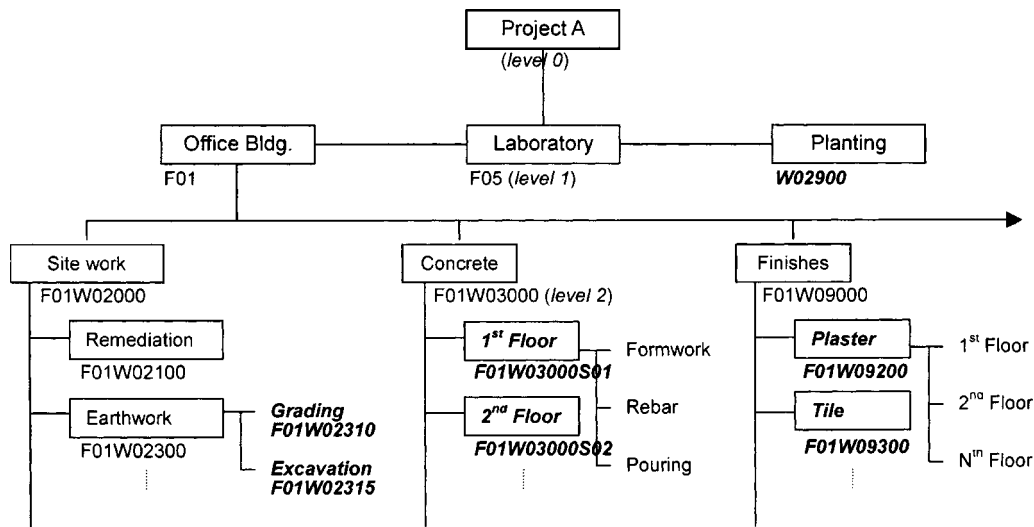 Project A
(level 0)
Office Bldg.
Laboratory
Planting
F01
F05 (level 1)
W02900
Site work
Concrete
Finishes
F01W02000
F01W03000 (level 2)
F01W09000
Remediation
F01W02100
Earthwork
F01W02300
Grading
F01W02310
Excavation
F01W02315
1st Floor
F01W03000S01
2nd Floor
F01W03000S02
Formwork
Rebar
Pouring
Plaster
F01W09200
Tile
F01W09300
1st Floor
2nd Floor
Nth Floor